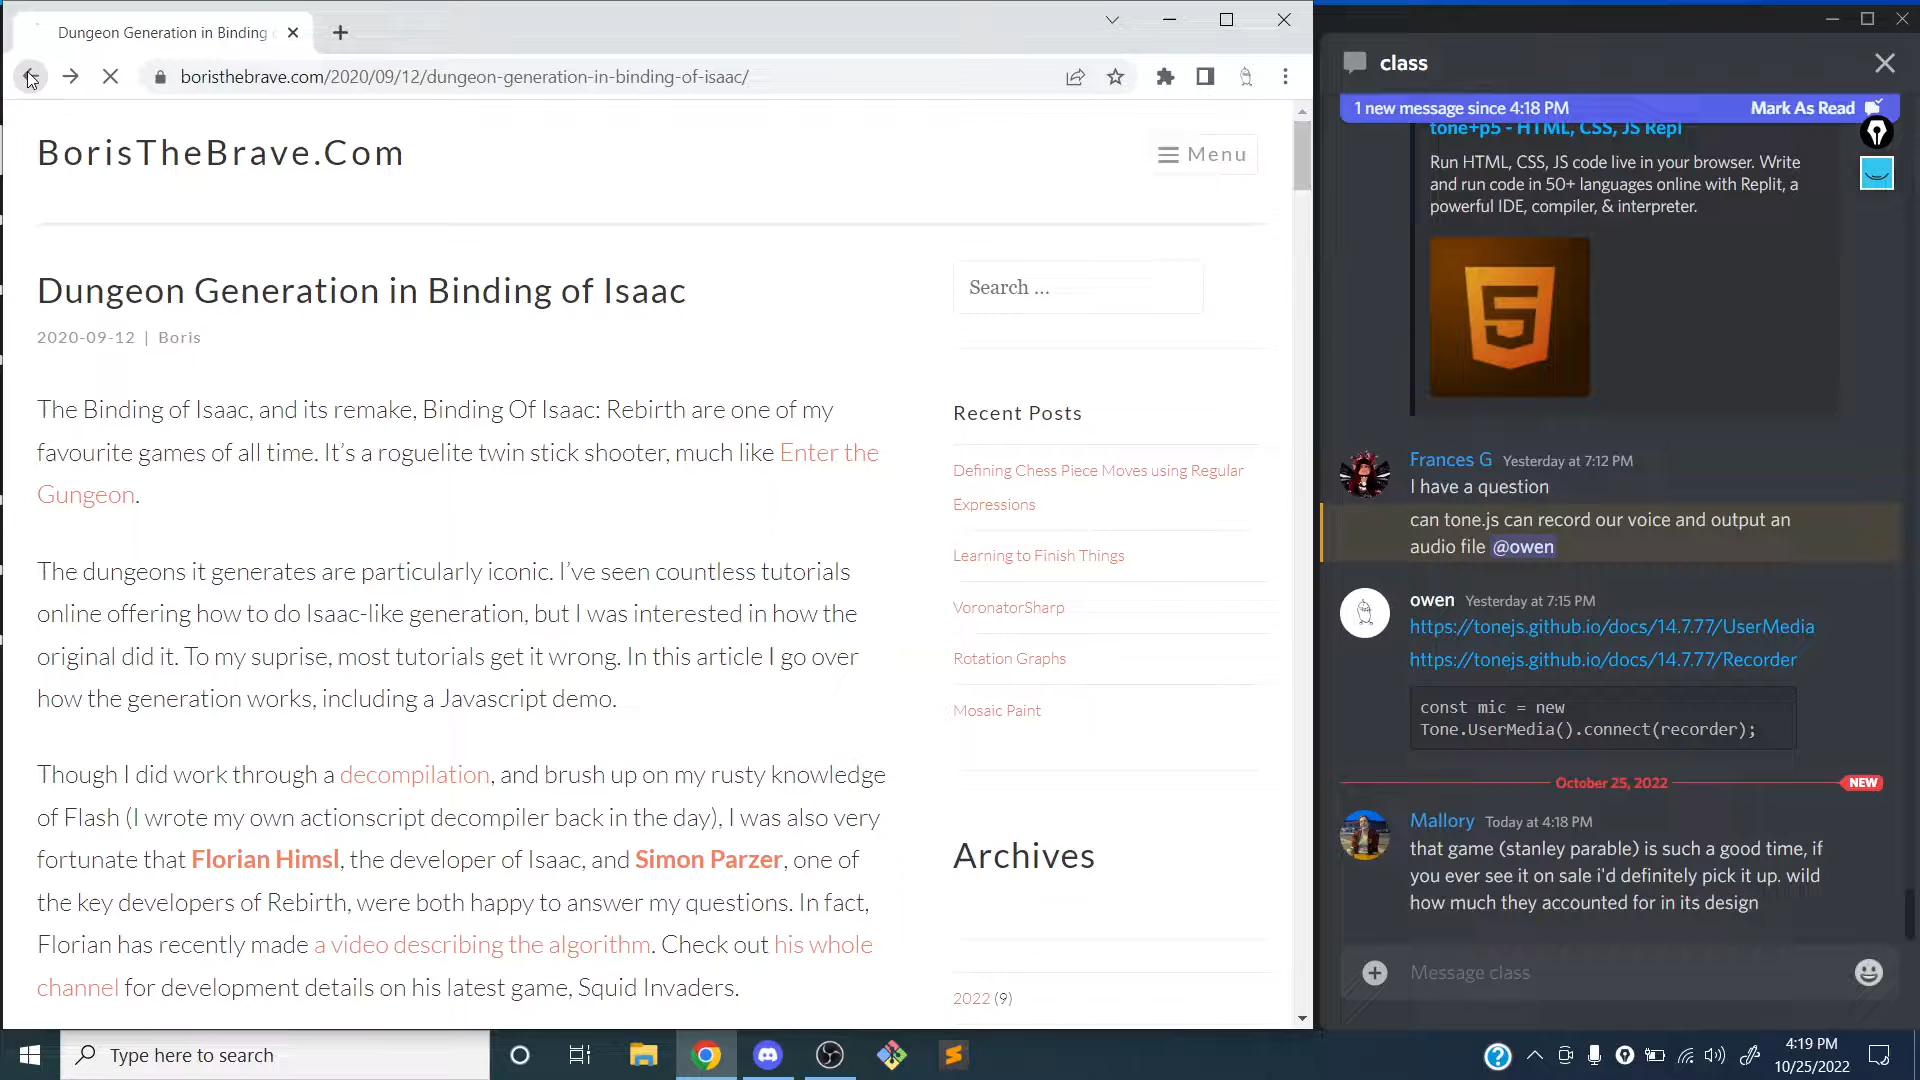 Dungeon Generation in Binding
boristhebrave.com/2020/09/12/dungeon-generation-in-binding-of-isaac/
BorisTheBrave.Com
Menu
Dungeon Generation in Binding of Isaac
2020-09-12 | Boris
The Binding of Isaac, and its remake, Binding Of Isaac: Rebirth are one of my
favourite games of all time. It's a roguelite twin stick shooter, much like Enter the
Gungeon.
The dungeons it generates are particularly iconic. I've seen countless tutorials
online offering how to do Isaac-like generation, but I was interested in how the
original did it. To my suprise, most tutorials get it wrong. In this article I go over
how the generation works, including a Javascript demo.
Though I did work through a decompilation, and brush up on my rusty knowledge
of Flash (I wrote my own actionscript decompiler back in the day), I was also very
fortunate that Florian Himsl, the developer of Isaac, and Simon Parzer, one of
the key developers of Rebirth, were both happy to answer my questions. In fact,
Florian has recently made a video describing the algorithm. Check out his whole
channel for development details on his latest game, Squid Invaders.
Search ...
Recent Posts
Defining Chess Piece Moves using Regular
Expressions
Learning to Finish Things
VoronatorSharp
Rotation Graphs
Mosaic Paint
Archives
2022 (9)
class
1 new message since 4:18 PM
Mark As Read
tone+p5 - HTML, CSS, JS Repl
Run HTML, CSS, JS code live in your browser. Write
and run code in 50+ languages online with Replit, a
powerful IDE, compiler, & interpreter.
5
Frances G Yesterday at 7:12 PM
I have a question
can tone.js can record our voice and output an
audio file @owen
owen Yesterday at 7:15 PM
https://tonejs.github.io/docs/14.7.77/UserMedia
https://tonejs.github.io/docs/14.7.77/Recorder
const mic = new
Tone.UserMedia().connect(recorder);
October 25, 2022
NEW
Mallory Today at 4:18 PM
that game (stanley parable) is such a good time, if
you ever see it on sale i'd definitely pick it up. wild
how much they accounted for in its design
Message class
Type here to search
4:19 PM
10/25/2022